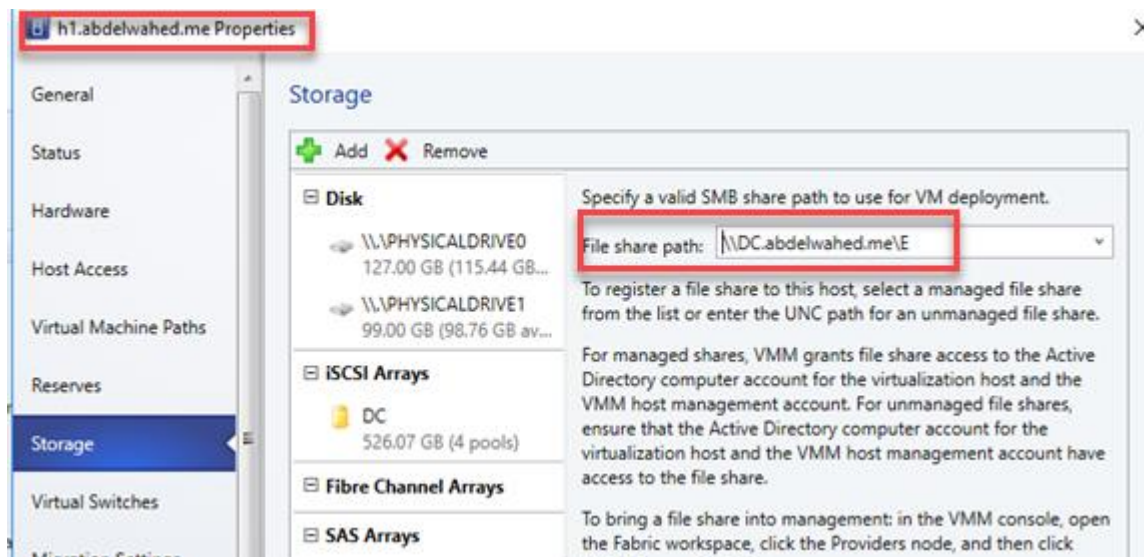 h1.abdelwahed.me Properties
General
Status
Hardware
Host Access
Virtual Machine Paths
Reserves
Storage
Virtual Switches
Migration Settings
Storage
Add Remove
Disk
\\.\PHYSICALDRIVE0
127.00 GB (115.44 GB...
\\.\PHYSICALDRIVE1
99.00 GB (98.76 GB av...
iSCSI Arrays
DC
526.07 GB (4 pools)
Fibre Channel Arrays
SAS Arrays
Specify a valid SMB share path to use for VM deployment.
File share path: \\DC.abdelwahed.me\E
To register a file share to this host, select a managed file share
from the list or enter the UNC path for an unmanaged file share.
For managed shares, VMM grants file share access to the Active
Directory computer account for the virtualization host and the
VMM host management account. For unmanaged file shares,
ensure that the Active Directory computer account for the
virtualization host and the VMM host management account have
access to the file share.
To bring a file share into management: in the VMM console, open
the Fabric workspace, click the Providers node, and then click